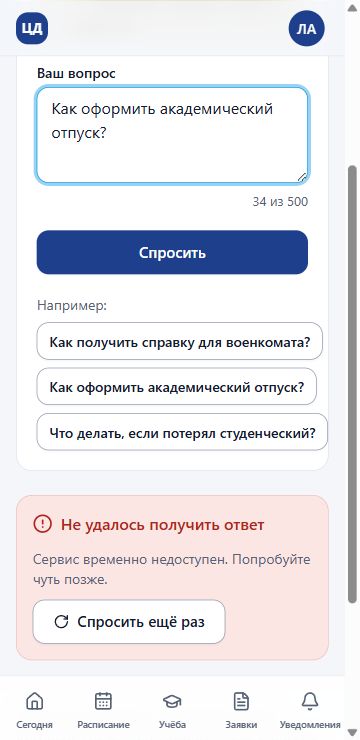 ЦД
ЛА
Ваш вопрос
Как оформить академический
отпуск?
34 из 500
Спросить
Например:
Как получить справку для военкомата?
Как оформить академический отпуск?
Что делать, если потерял студенческий?
Не удалось получить ответ
Сервис временно недоступен. Попробуйте
чуть позже.
Спросить ещё раз
Сегодня
Расписание
Учёба
Заявки
Уведомления